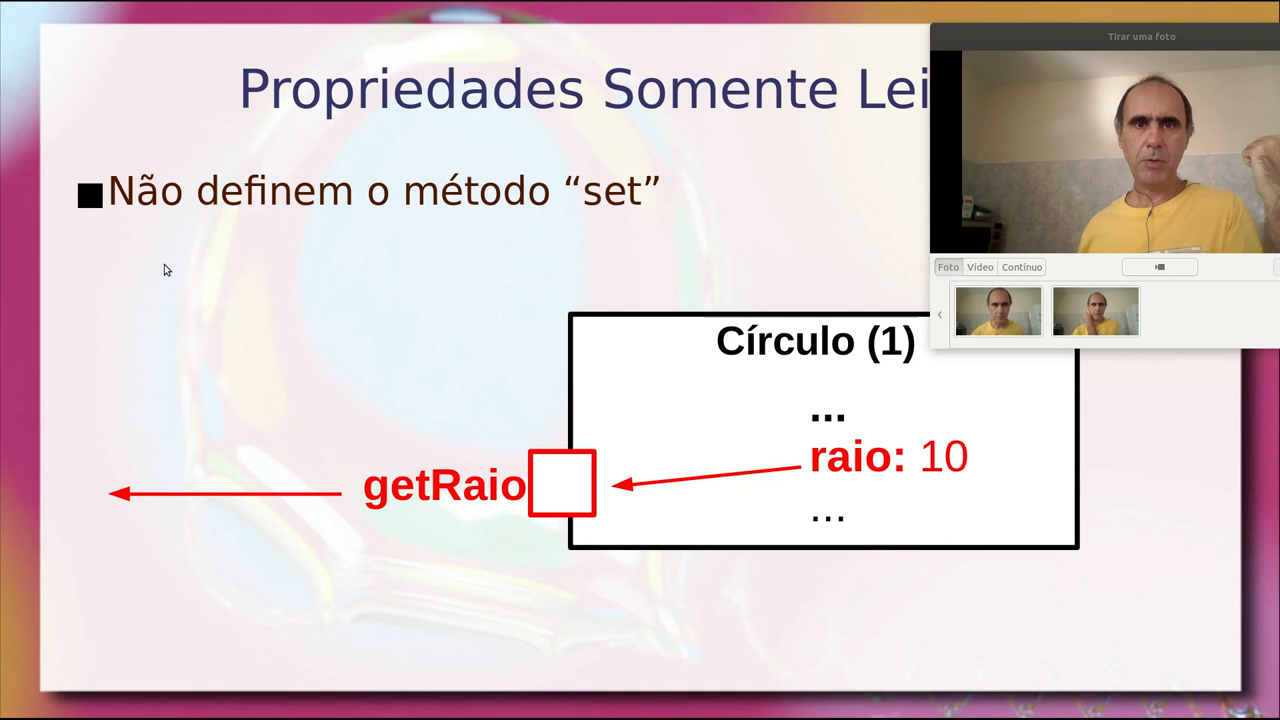 Tirar uma foto
Propriedades Somente Lei
Não definem o método “set”
Foto Vídeo Contínuo
Círculo (1)
...
raio: 10
getRaio
...